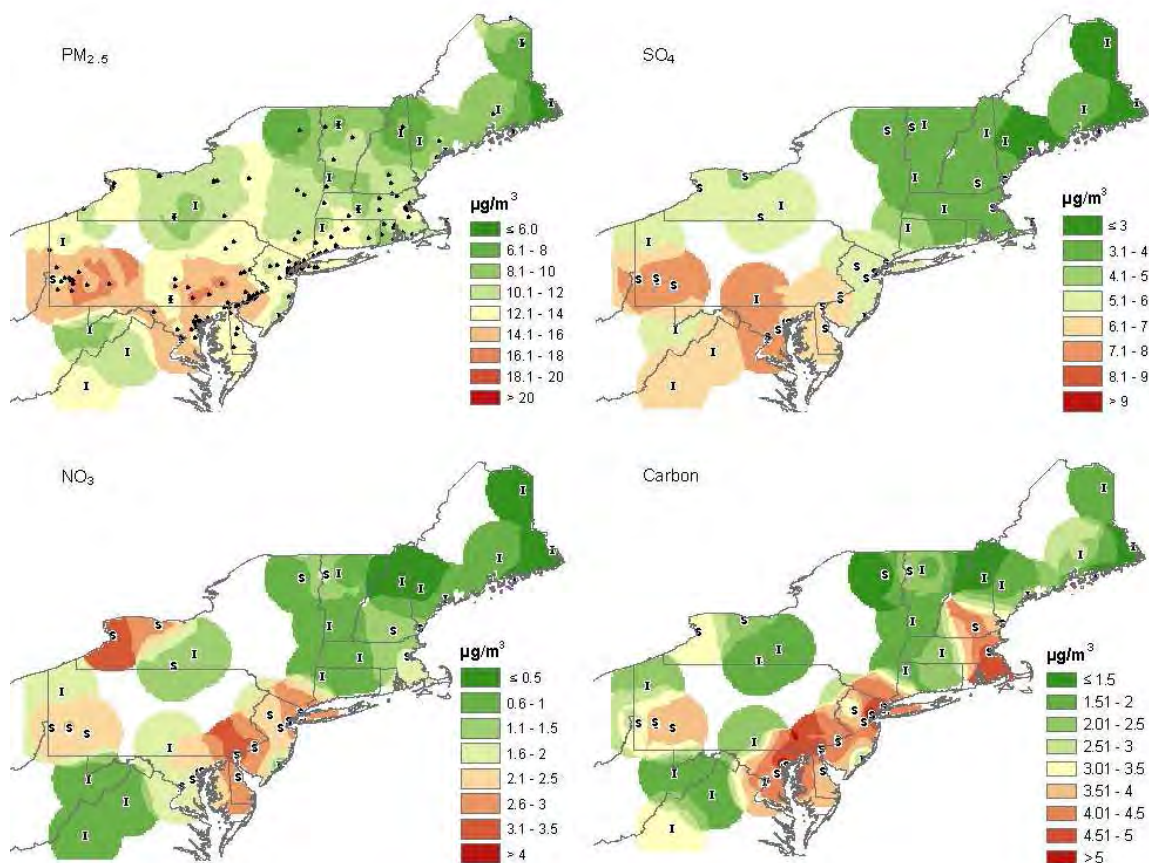 PM2.5
µg/m3
≤ 6.0
6.1 - 8
8.1 - 10
10.1 - 12
12.1 - 14
14.1 - 16
16.1 - 18
18.1 - 20
> 20
SO4
µg/m3
≤ 3
3.1 - 4
4.1 - 5
5.1 - 6
6.1 - 7
7.1 - 8
8.1 - 9
> 9
NO3
µg/m3
≤ 0.5
0.6 - 1
1.1 - 1.5
1.6 - 2
2.1 - 2.5
2.6 - 3
3.1 - 3.5
> 4
Carbon
µg/m3
≤ 1.5
1.51 - 2
2.01 - 2.5
2.51 - 3
3.01 - 3.5
3.51 - 4
4.01 - 4.5
4.51 - 5
> 5